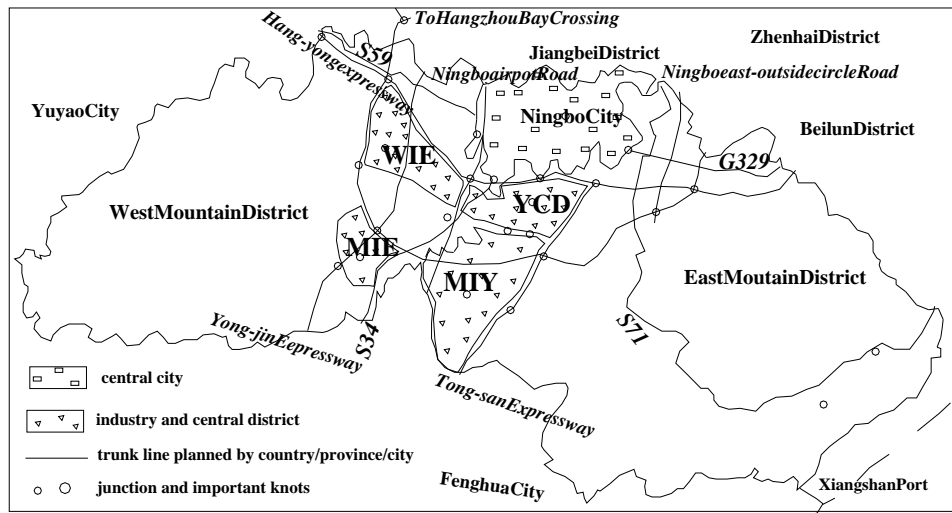 ToHangzhouBayCrossing
Hang-yongexpressway
S59
JiangbeiDistrict
ZhenhaiDistrict
NingboairpotRoad
Ningboeast-outsidecircleRoad
YuyaoCity
NingboCity
BeilunDistrict
WIE
G329
WestMountainDistrict
YCD
MIE
MIY
EastMoutainDistrict
Yong-jinEepressway
S34
S71
Tong-sanExpressway
central city
industry and central district
trunk line planned by country/province/city
junction and important knots
FenghuaCity
XiangshanPort